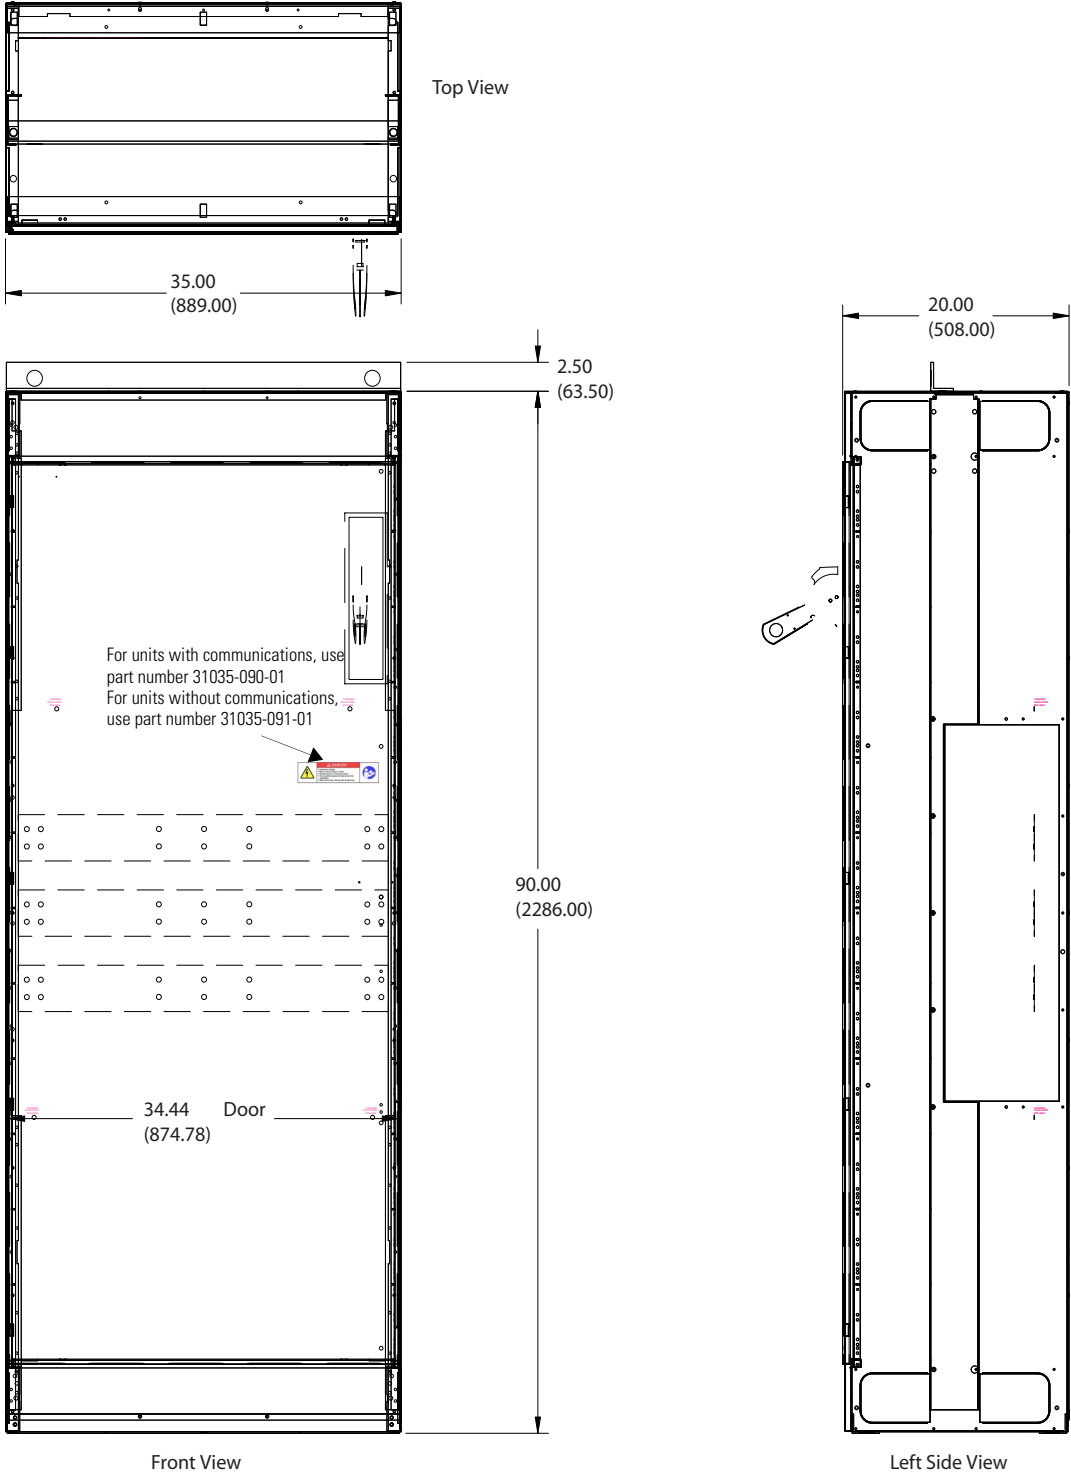 Top View
35.00
(889.00)
20.00
(508.00)
2.50
(63.50)
For units with communications, use
part number 31035-090-01
For units without communications,
use part number 31035-091-01
DANGER
90.00
(2286.00)
34.44 Door
(874.78)
Front View
Left Side View